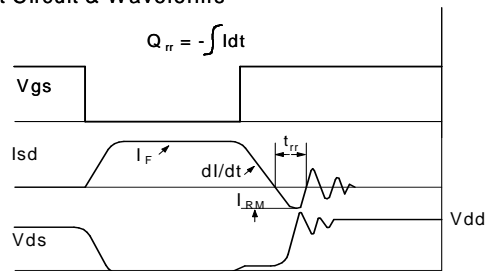 t Circuit & Waveforms
Q rr = - ∫ Idt
Vgs
Isd
I F
dI/dt
t rr
I RM
Vdd
Vds